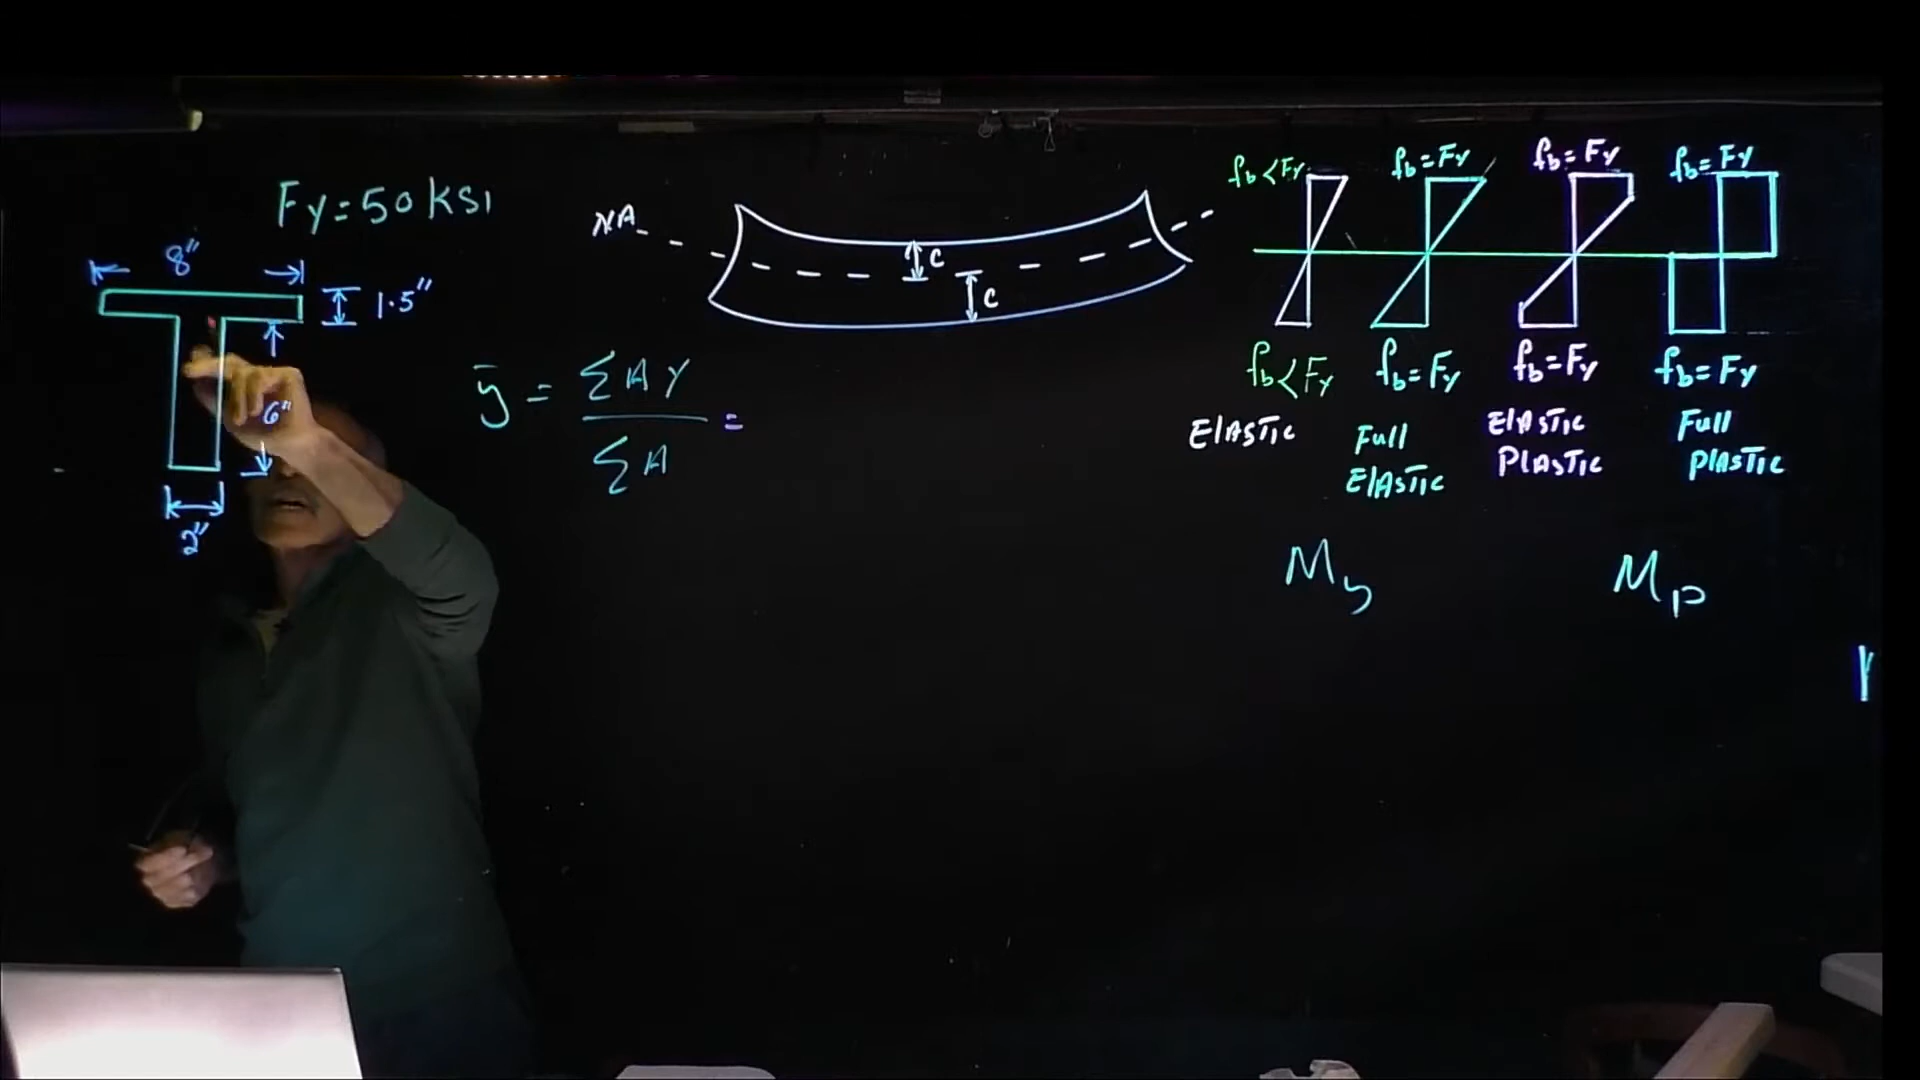 Fy = 50 ksi
8"
1.5"
6"
2"
ȳ = ΣAy / ΣA =
NA
c
c
fb < Fy
fb = Fy
fb = Fy
fb = Fy
fb < Fy
fb = Fy
fb = Fy
fb = Fy
ElASTIC
Full
ElASTIC
ElASTIC
PlASTIC
Full
PlASTIC
My
Mp